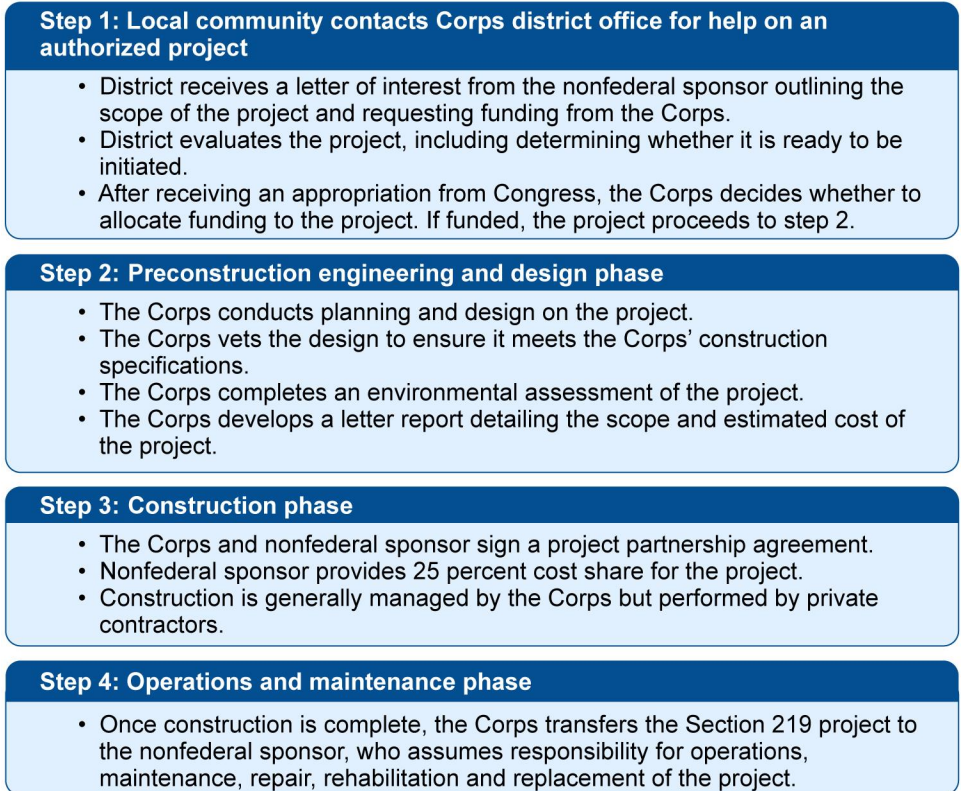 Step 1: Local community contacts Corps district office for help on an
authorized project
• District receives a letter of interest from the nonfederal sponsor outlining the
scope of the project and requesting funding from the Corps.
• District evaluates the project, including determining whether it is ready to be
initiated.
• After receiving an appropriation from Congress, the Corps decides whether to
allocate funding to the project. If funded, the project proceeds to step 2.
Step 2: Preconstruction engineering and design phase
• The Corps conducts planning and design on the project.
• The Corps vets the design to ensure it meets the Corps’ construction
specifications.
• The Corps completes an environmental assessment of the project.
• The Corps develops a letter report detailing the scope and estimated cost of
the project.
Step 3: Construction phase
• The Corps and nonfederal sponsor sign a project partnership agreement.
• Nonfederal sponsor provides 25 percent cost share for the project.
• Construction is generally managed by the Corps but performed by private
contractors.
Step 4: Operations and maintenance phase
• Once construction is complete, the Corps transfers the Section 219 project to
the nonfederal sponsor, who assumes responsibility for operations,
maintenance, repair, rehabilitation and replacement of the project.